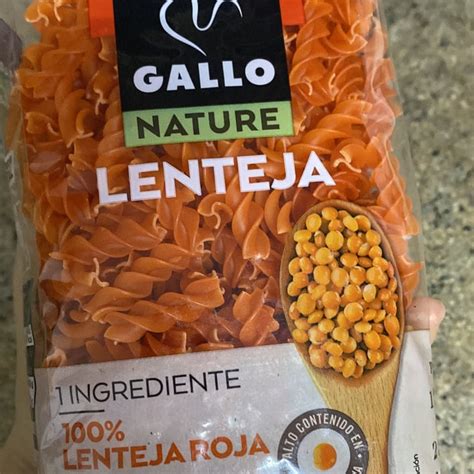 GALLO
NATURE
LENTEJA
1 INGREDIENTE
100%
LENTEJA ROJA
ALTO CONTENIDO EN